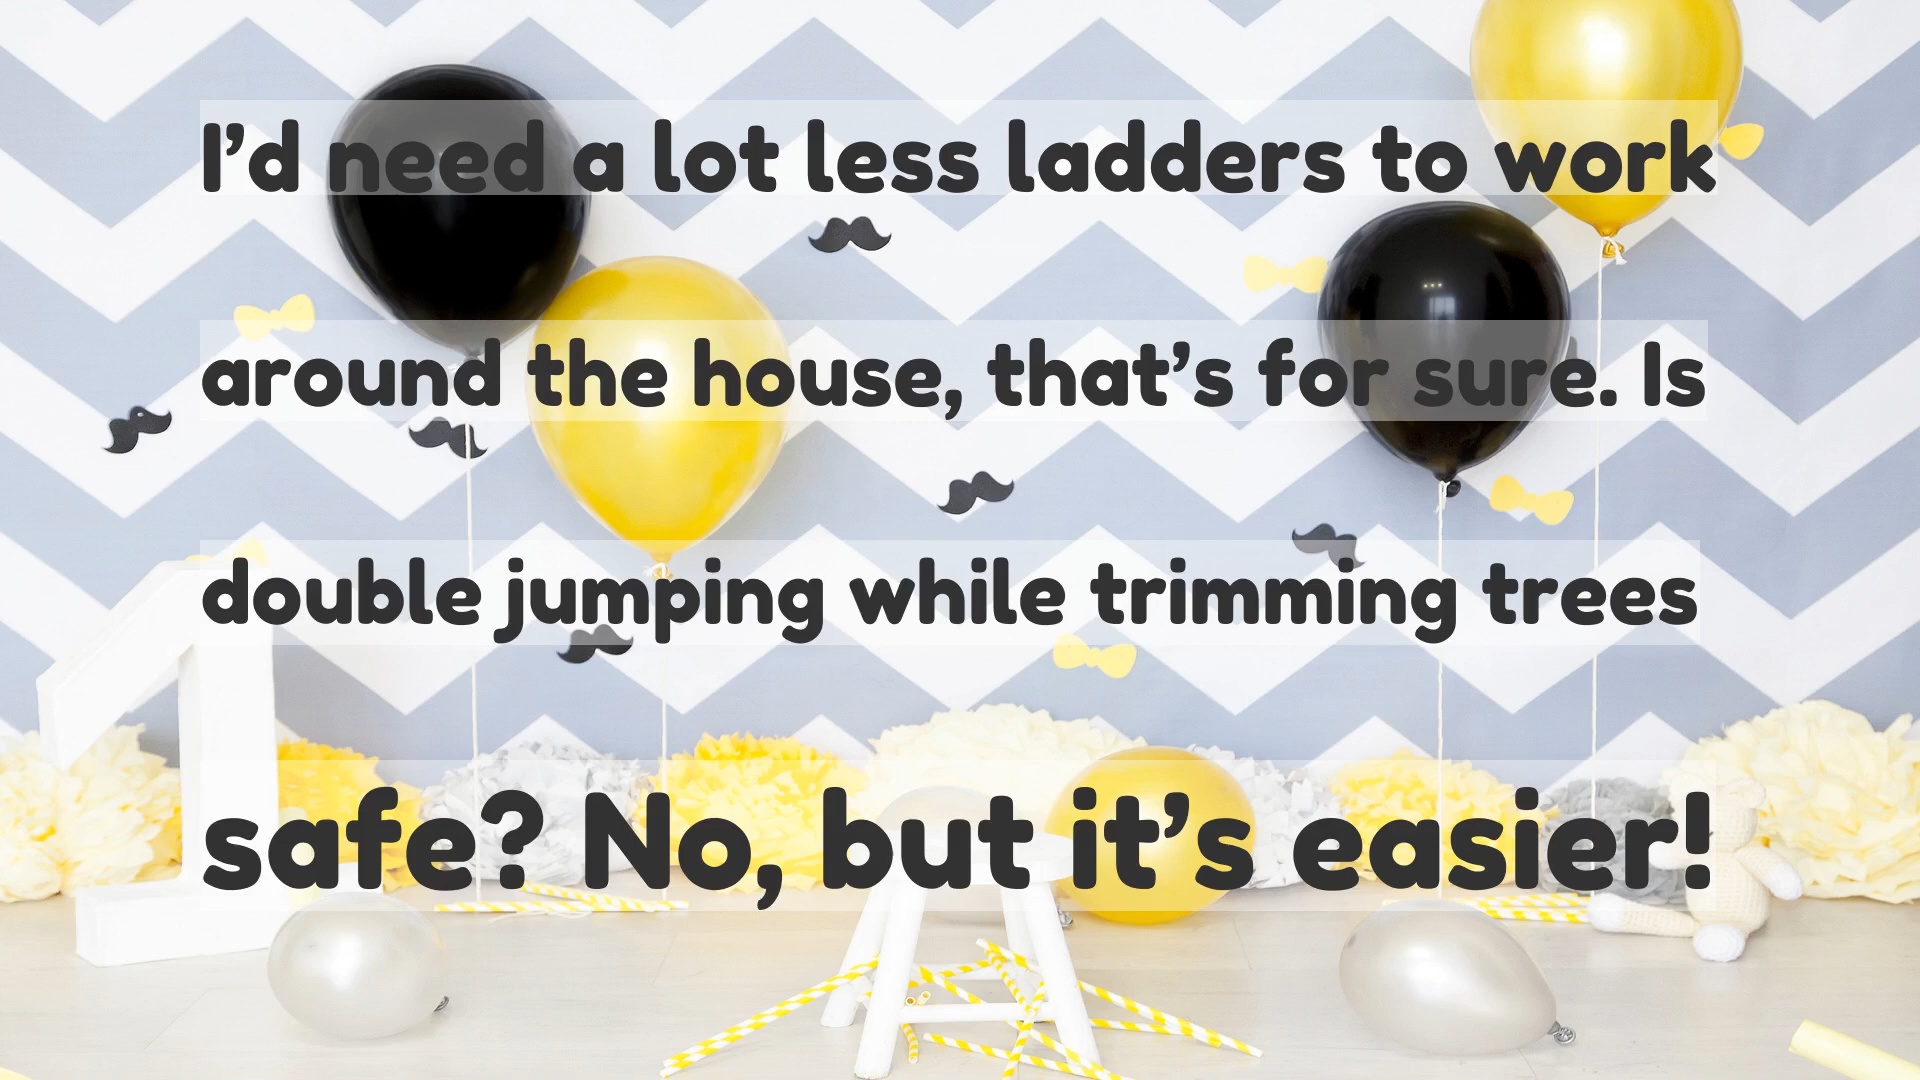 I’d need a lot less ladders to work
around the house, that’s for sure. Is
double jumping while trimming trees
safe? No, but it’s easier!